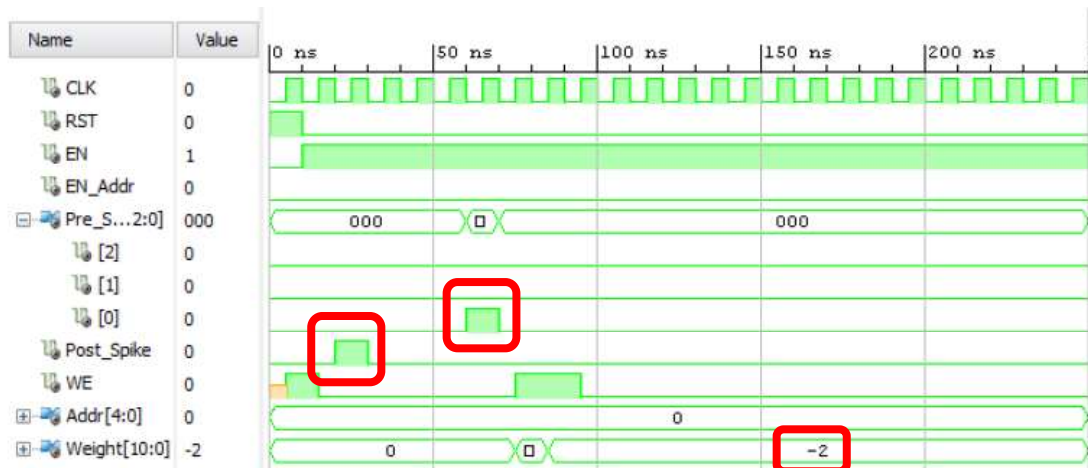 Name Value 0 ns 50 ns 100 ns 150 ns 200 ns
CLK 0
RST 0
EN 1
EN_Addr 0
Pre_S...2:0] 000 000 000
[2] 0
[1] 0
[0] 0
Post_Spike 0
WE 0
Addr[4:0] 0 0
Weight[10:0] -2 0 -2